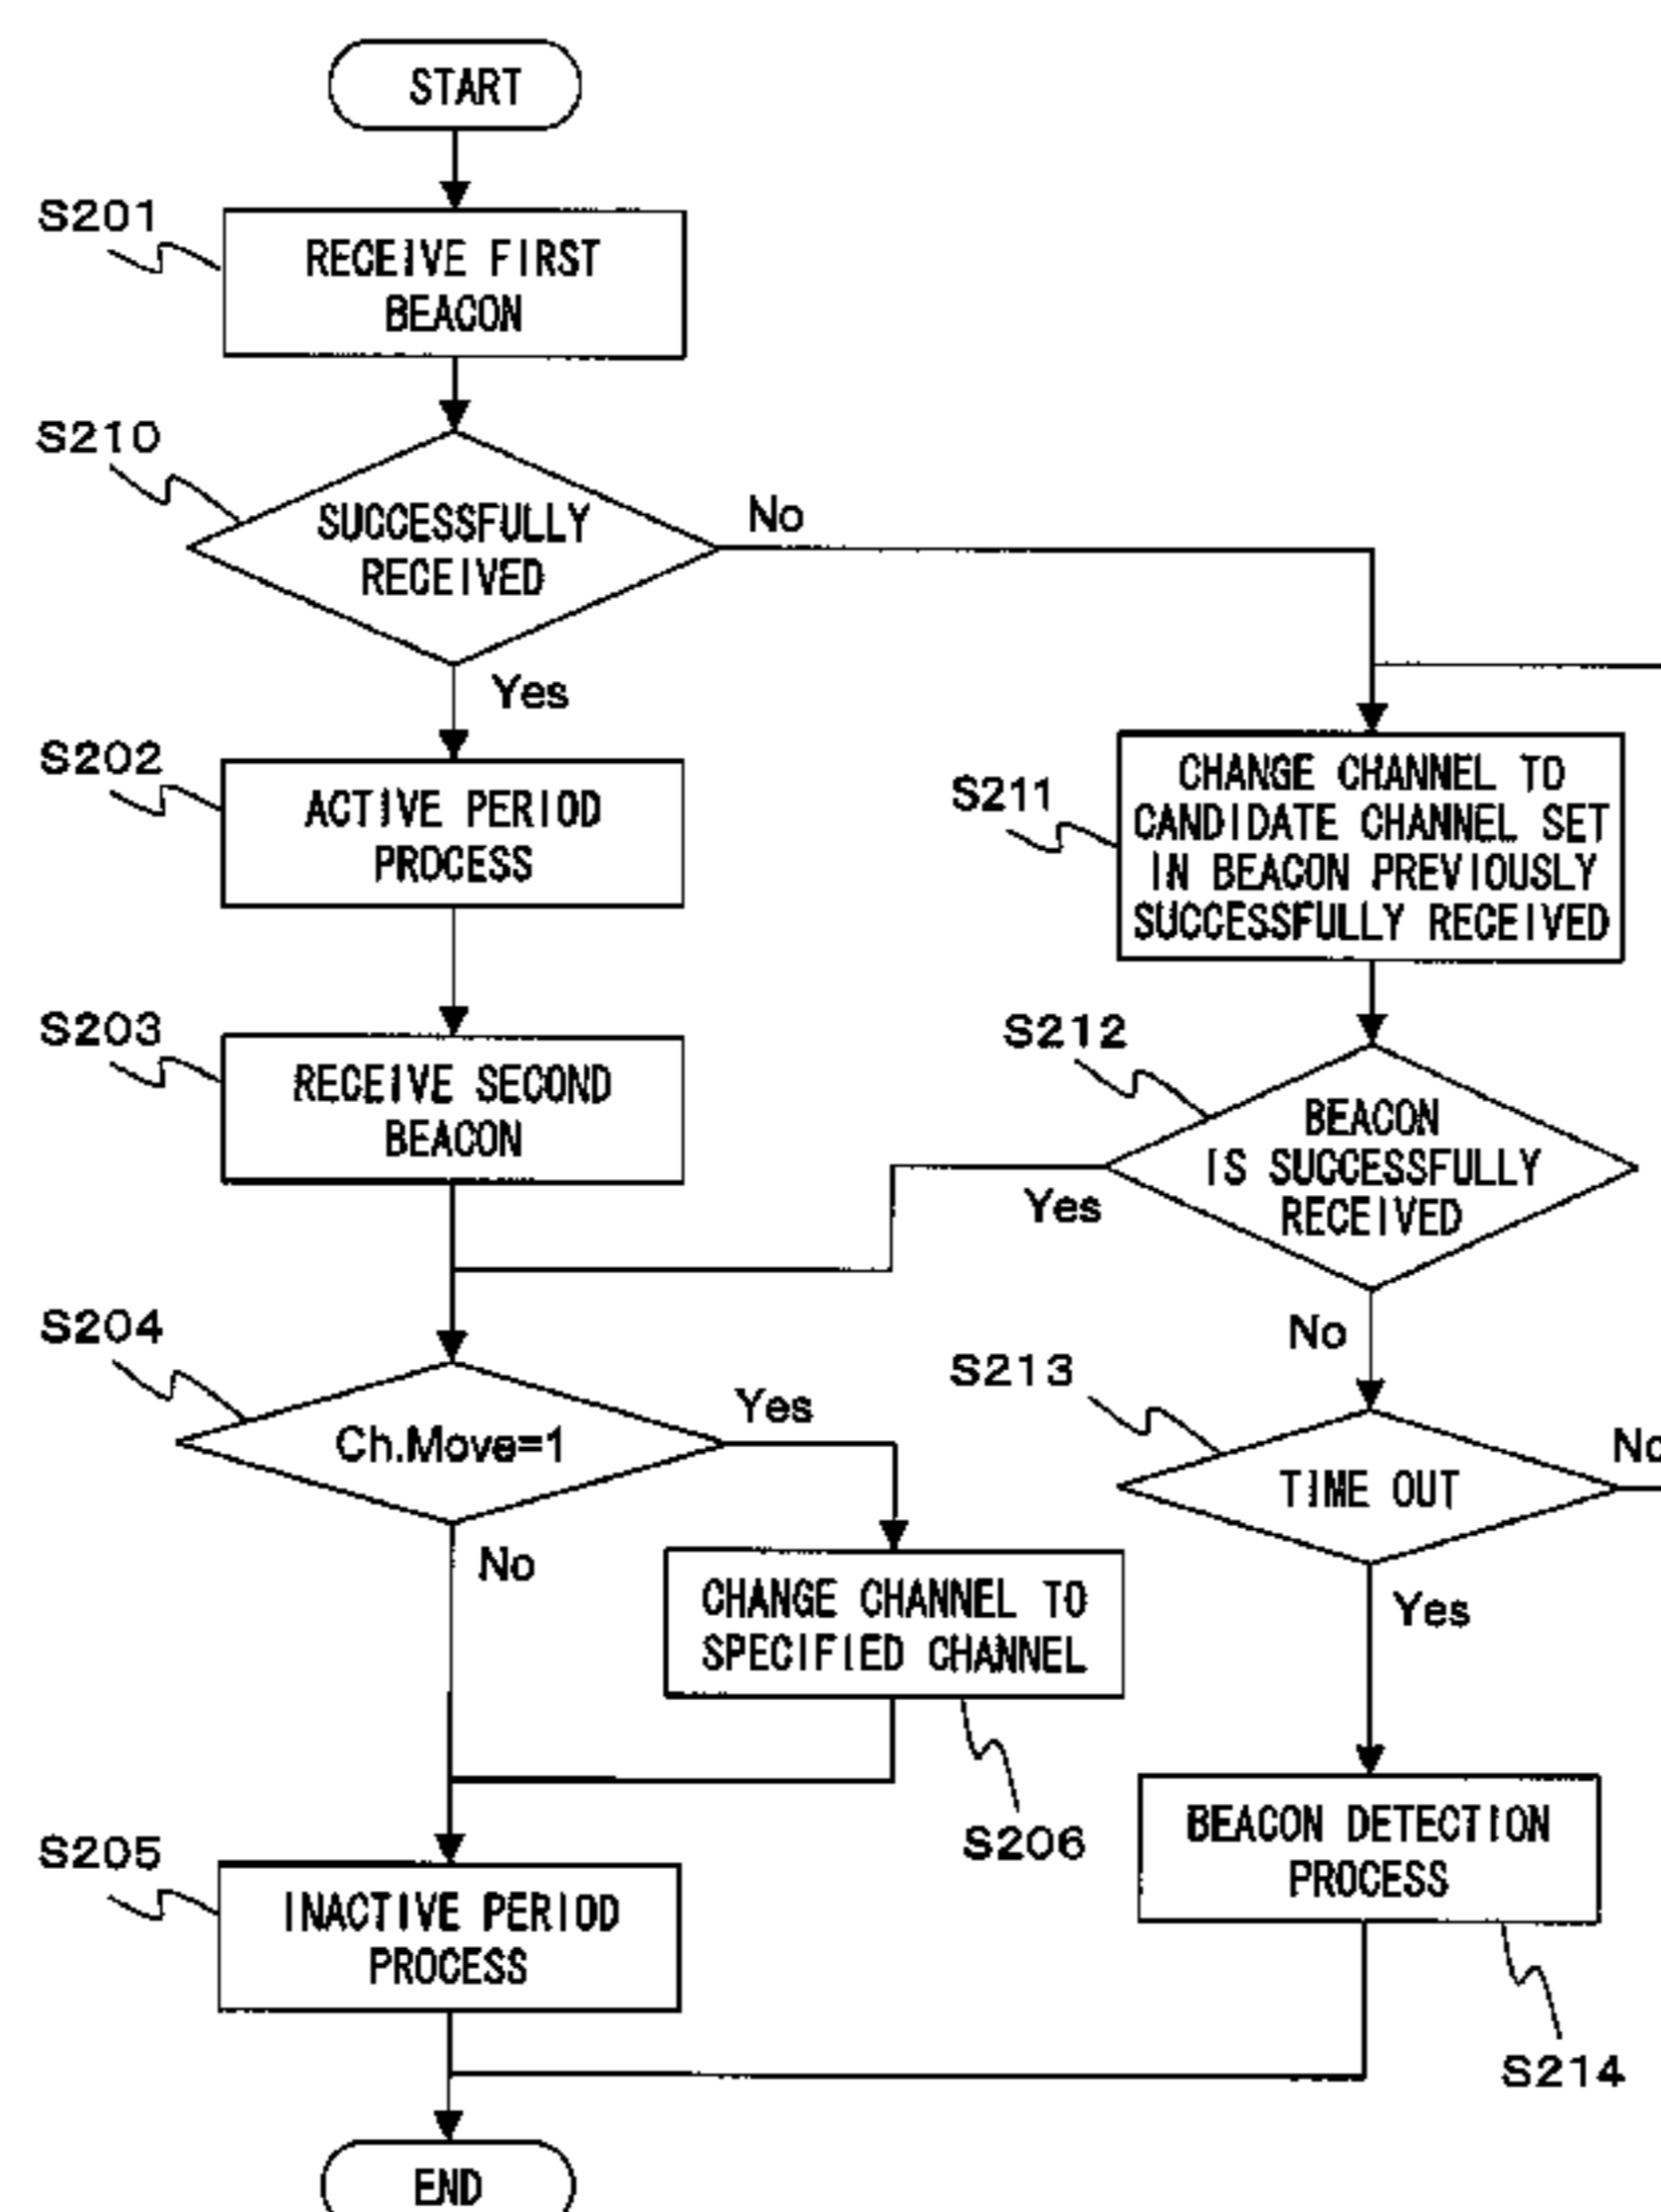 START
S201
RECEIVE FIRST
BEACON
S210
SUCCESSFULLY
RECEIVED
No
Yes
S202
ACTIVE PERIOD
PROCESS
S211
CHANGE CHANNEL TO
CANDIDATE CHANNEL SET
IN BEACON PREVIOUSLY
SUCCESSFULLY RECEIVED
S203
RECEIVE SECOND
BEACON
S212
BEACON
IS SUCCESSFULLY
RECEIVED
Yes
No
S204
Ch.Move=1
Yes
No
S213
TIME OUT
No
Yes
CHANGE CHANNEL TO
SPECIFIED CHANNEL
S206
S205
INACTIVE PERIOD
PROCESS
BEACON DETECTION
PROCESS
S214
END